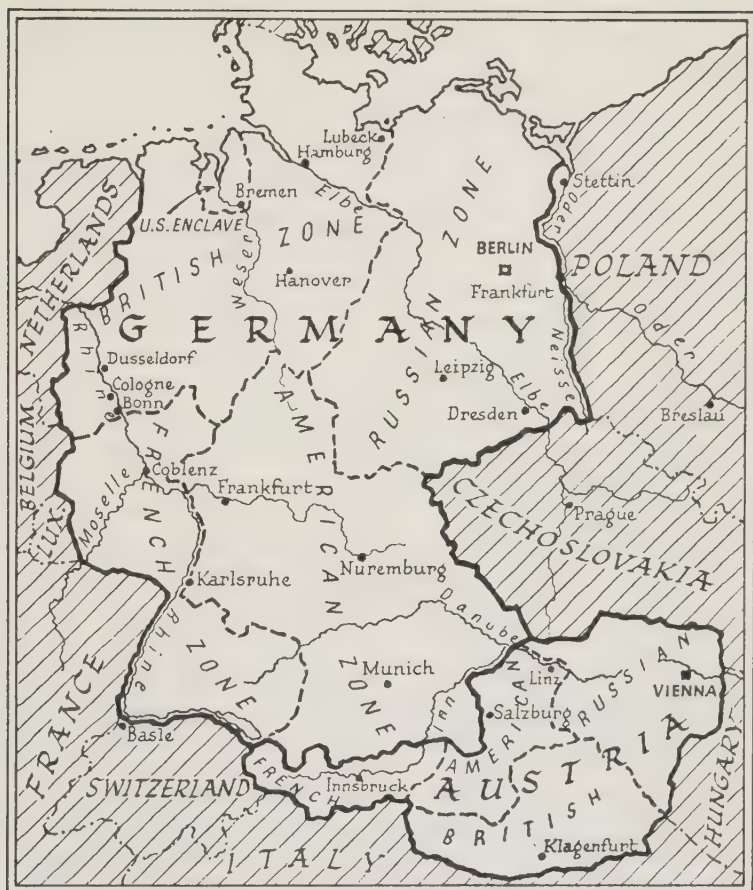 Lubeck
Hamburg
Elbe
Stettin
Oder
Bremen
U.S. ENCLAVE
NETHERLANDS
BRITISH ZONE
Weser
Hanover
RUSSIAN ZONE
BERLIN
Frankfurt
POLAND
Oder
Neisse
GERMANY
Rhine
Dusseldorf
Cologne
Bonn
Leipzig
Elbe
Dresden
Breslau
BELGIUM
LUX.
Moselle
Coblenz
FRENCH ZONE
Frankfurt
AMERICAN ZONE
CZECHOSLOVAKIA
Prague
Nuremburg
Karlsruhe
Rhine
Danube
Munich
Inn
Linz
AMERICAN
RUSSIAN
VIENNA
Salzburg
FRANCE
Basle
SWITZERLAND
FRENCH
Innsbruck
AUSTRIA
BRITISH
Klagenfurt
HUNGARY
ITALY